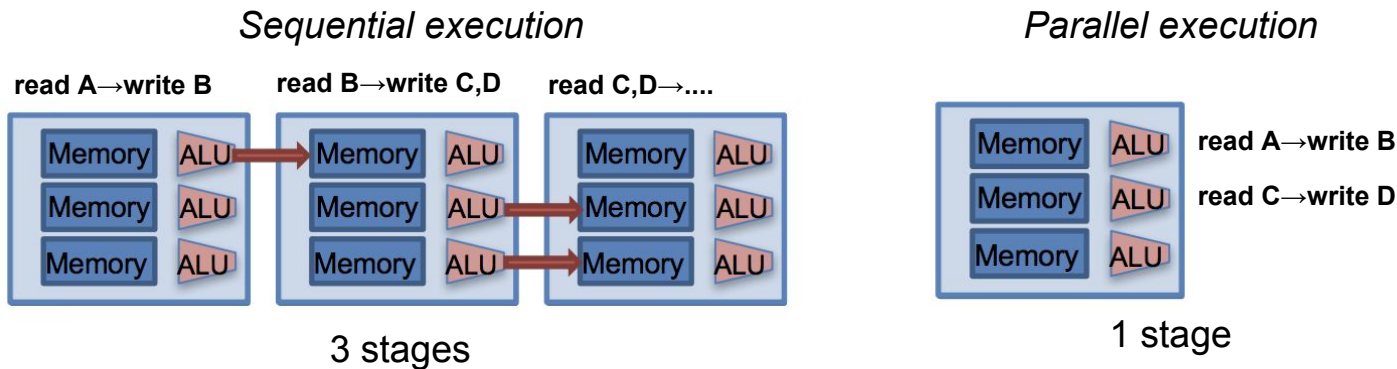 Sequential execution
Parallel execution
read A→write B
read B→write C,D
read C,D→....
Memory ALU Memory ALU Memory ALU
Memory ALU Memory ALU Memory ALU
Memory ALU Memory ALU Memory ALU
3 stages
Memory ALU read A→write B
Memory ALU read C→write D
Memory ALU
1 stage